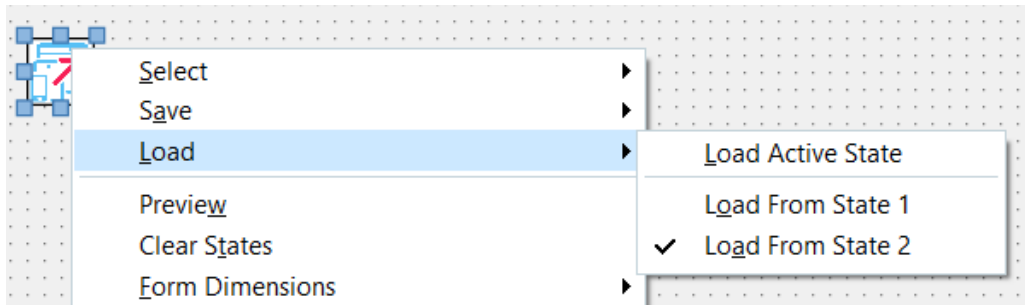 Select
Save
Load
Load Active State
Preview
Load From State 1
Clear States
Load From State 2
Form Dimensions